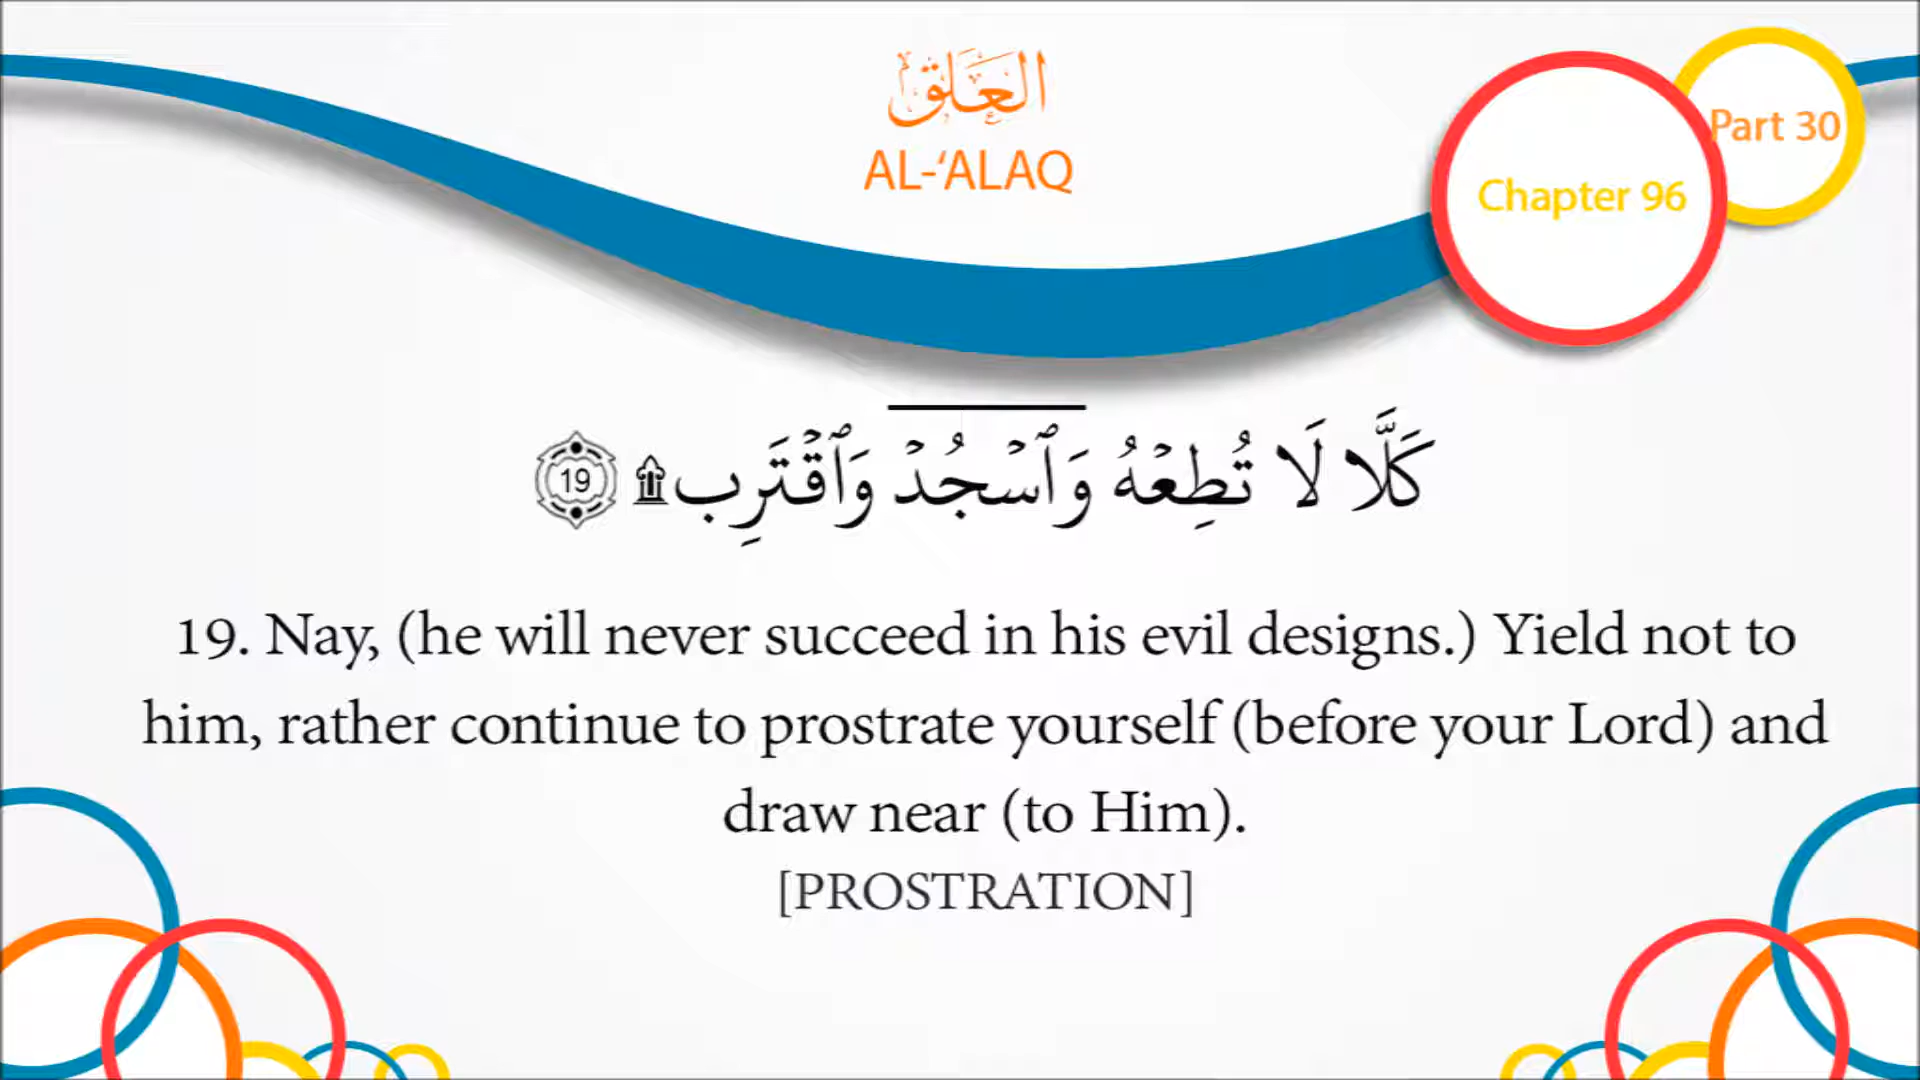 العلق
AL-‘ALAQ
Part 30
Chapter 96
كَلَّا لَا تُطِعْهُ وَٱسْجُدْ وَٱقْتَرِب ۩ 19
19. Nay, (he will never succeed in his evil designs.) Yield not to
him, rather continue to prostrate yourself (before your Lord) and
draw near (to Him).
[PROSTRATION]